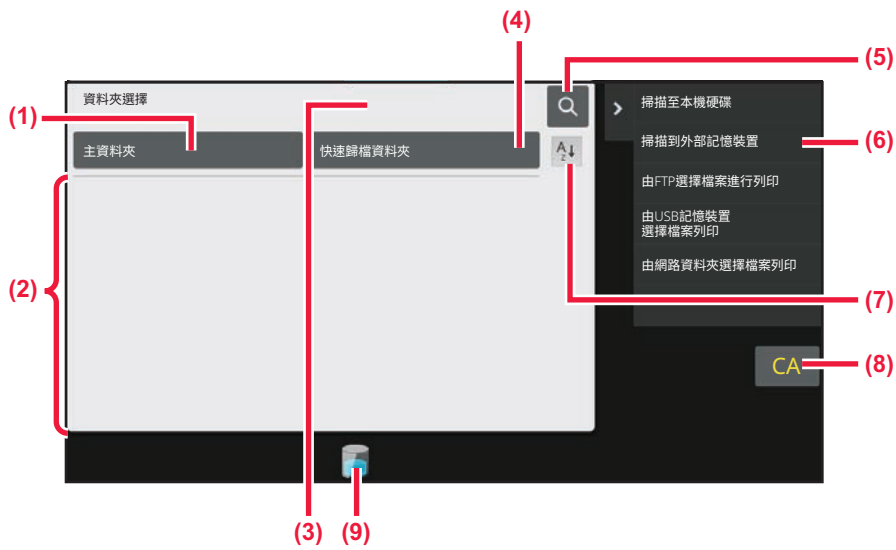 (4)
(5)
資料夾選擇
掃描至本機硬碟
(1)
掃描到外部記憶裝置
(6)
主資料夾
快速歸檔資料夾
A
Z
由FTP選擇檔案進行列印
由USB記憶裝置
選擇檔案列印
由網路資料夾選擇檔案列印
(2)
(7)
CA
(8)
(3)
(9)